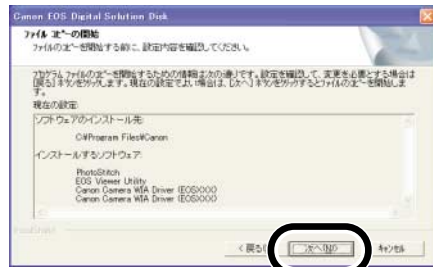 Canon EOS Digital Solution Disk
ファイル コピーの開始
ファイルのコピーを開始する前に、設定内容を確認してください。
プログラム ファイルのコピーを開始するための情報は次の通りです。設定を確認して、変更を必要とする場合は
[戻る]ボタンをクリックします。現在の設定でよい場合は、[次へ]をクリックするとファイルのコピーを開始しま
す。
現在の設定:
ソフトウェアのインストール先:
C:¥Program Files¥Canon
インストールするソフトウェア:
PhotoStitch
EOS Viewer Utility
Canon Camera WIA Driver (EOSXXX)
Canon Camera WIA Driver (EOSXXX)
< 戻る(
次へ(N)
キャンセル